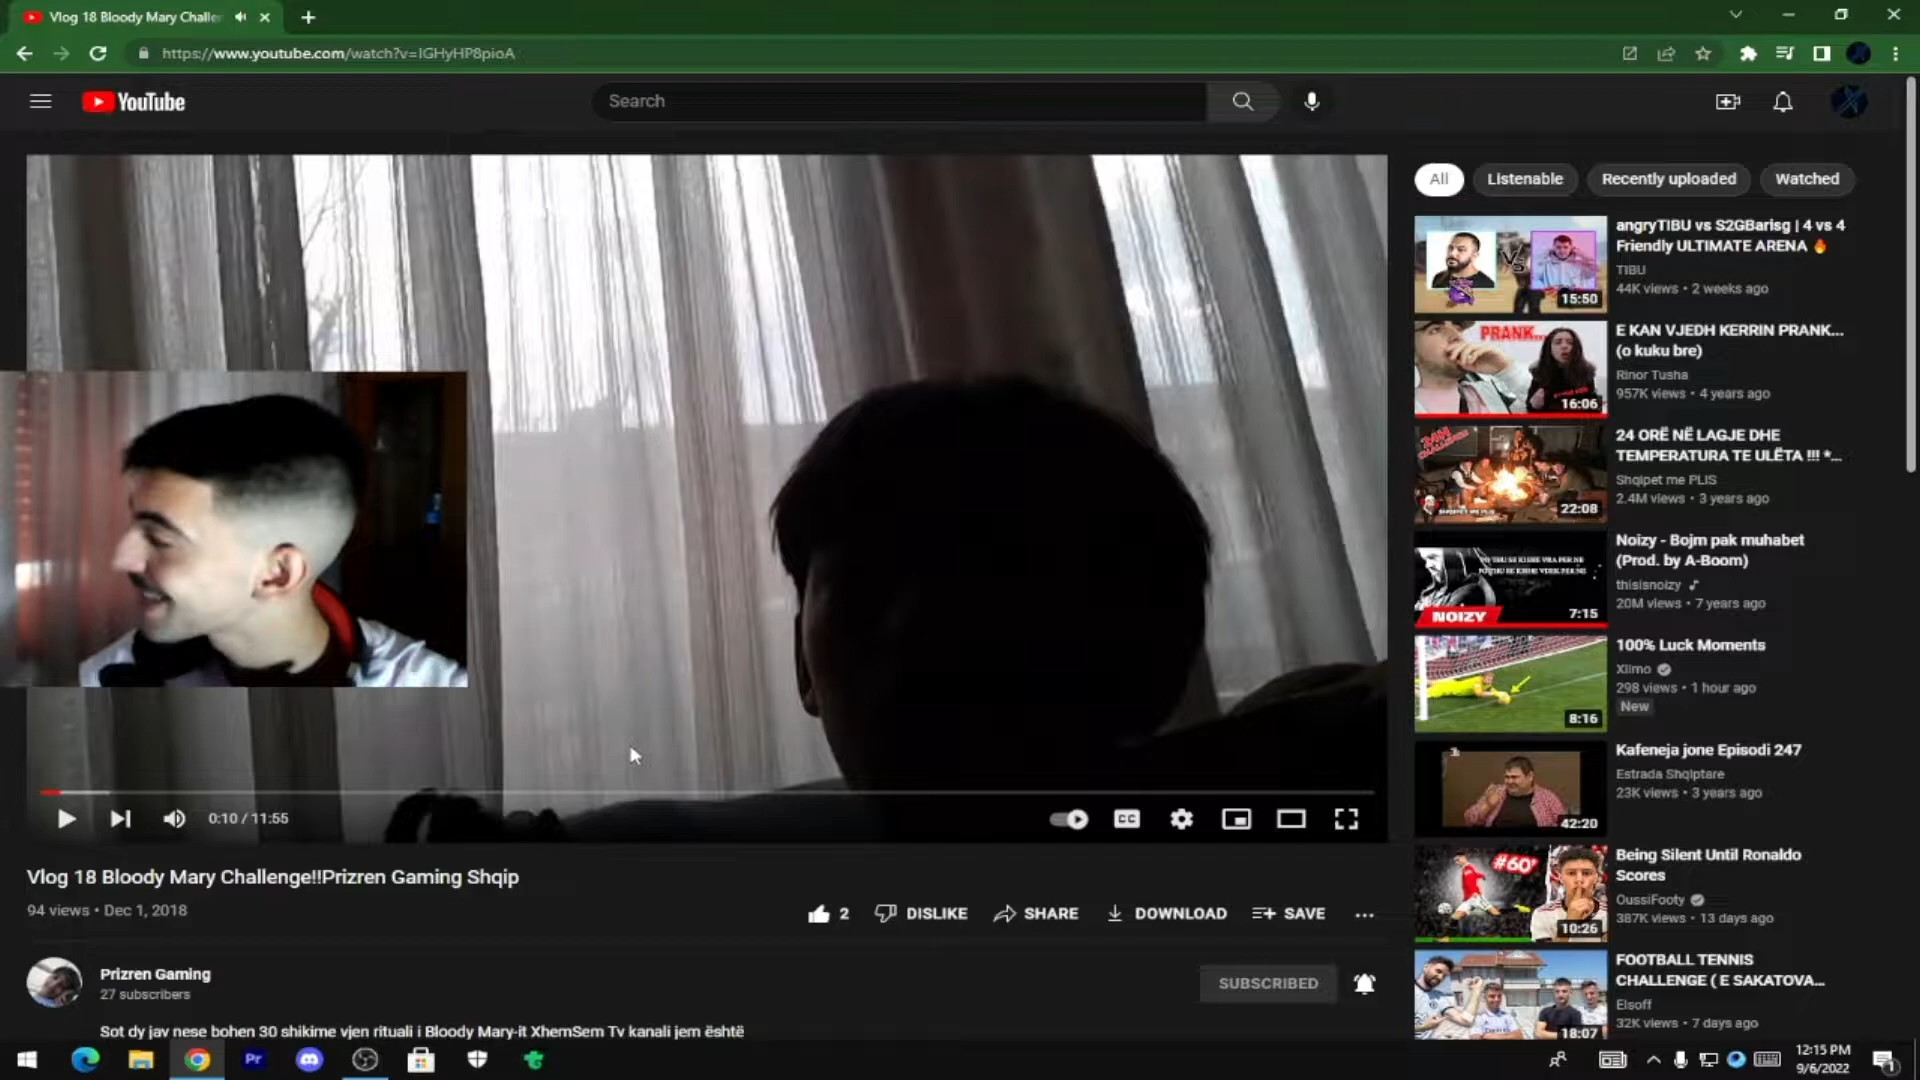 Vlog 18 Bloody Mary Challe
https://www.youtube.com/watch?v=IGHyHP8pioA
YouTube
Search
All
Listenable
Recently uploaded
Watched
angryTIBU vs S2GBarisg | 4 vs 4
Friendly ULTIMATE ARENA 🔥
TIBU
44K views • 2 weeks ago
VS
15:50
E KAN VJEDH KERRIN PRANK...
(o kuku bre)
Rinor Tusha
957K views • 4 years ago
PRANK...
16:06
24 ORË NË LAGJE DHE
TEMPERATURA TE ULËTA !!! *...
Shqipet me PLIS
2.4M views • 3 years ago
22:08
Noizy - Bojm pak muhabet
(Prod. by A-Boom)
thisisnoizy
20M views • 7 years ago
NOIZY
7:15
100% Luck Moments
Xlimo
298 views • 1 hour ago
New
8:16
Kafeneja jone Episodi 247
Estrada Shqiptare
23K views • 3 years ago
42:20
Being Silent Until Ronaldo
Scores
OussiFooty
387K views • 13 days ago
#60
10:26
FOOTBALL TENNIS
CHALLENGE ( E SAKATOVA...
Elsoff
32K views • 7 days ago
18:07
0:10 / 11:55
CC
Vlog 18 Bloody Mary Challenge!!Prizren Gaming Shqip
94 views • Dec 1, 2018
2
DISLIKE
SHARE
DOWNLOAD
SAVE
Prizren Gaming
27 subscribers
SUBSCRIBED
Sot dy jav nese bohen 30 shikime vjen rituali i Bloody Mary-it XhemSem Tv kanali jem është
Pr
12:15 PM
9/6/2022
1